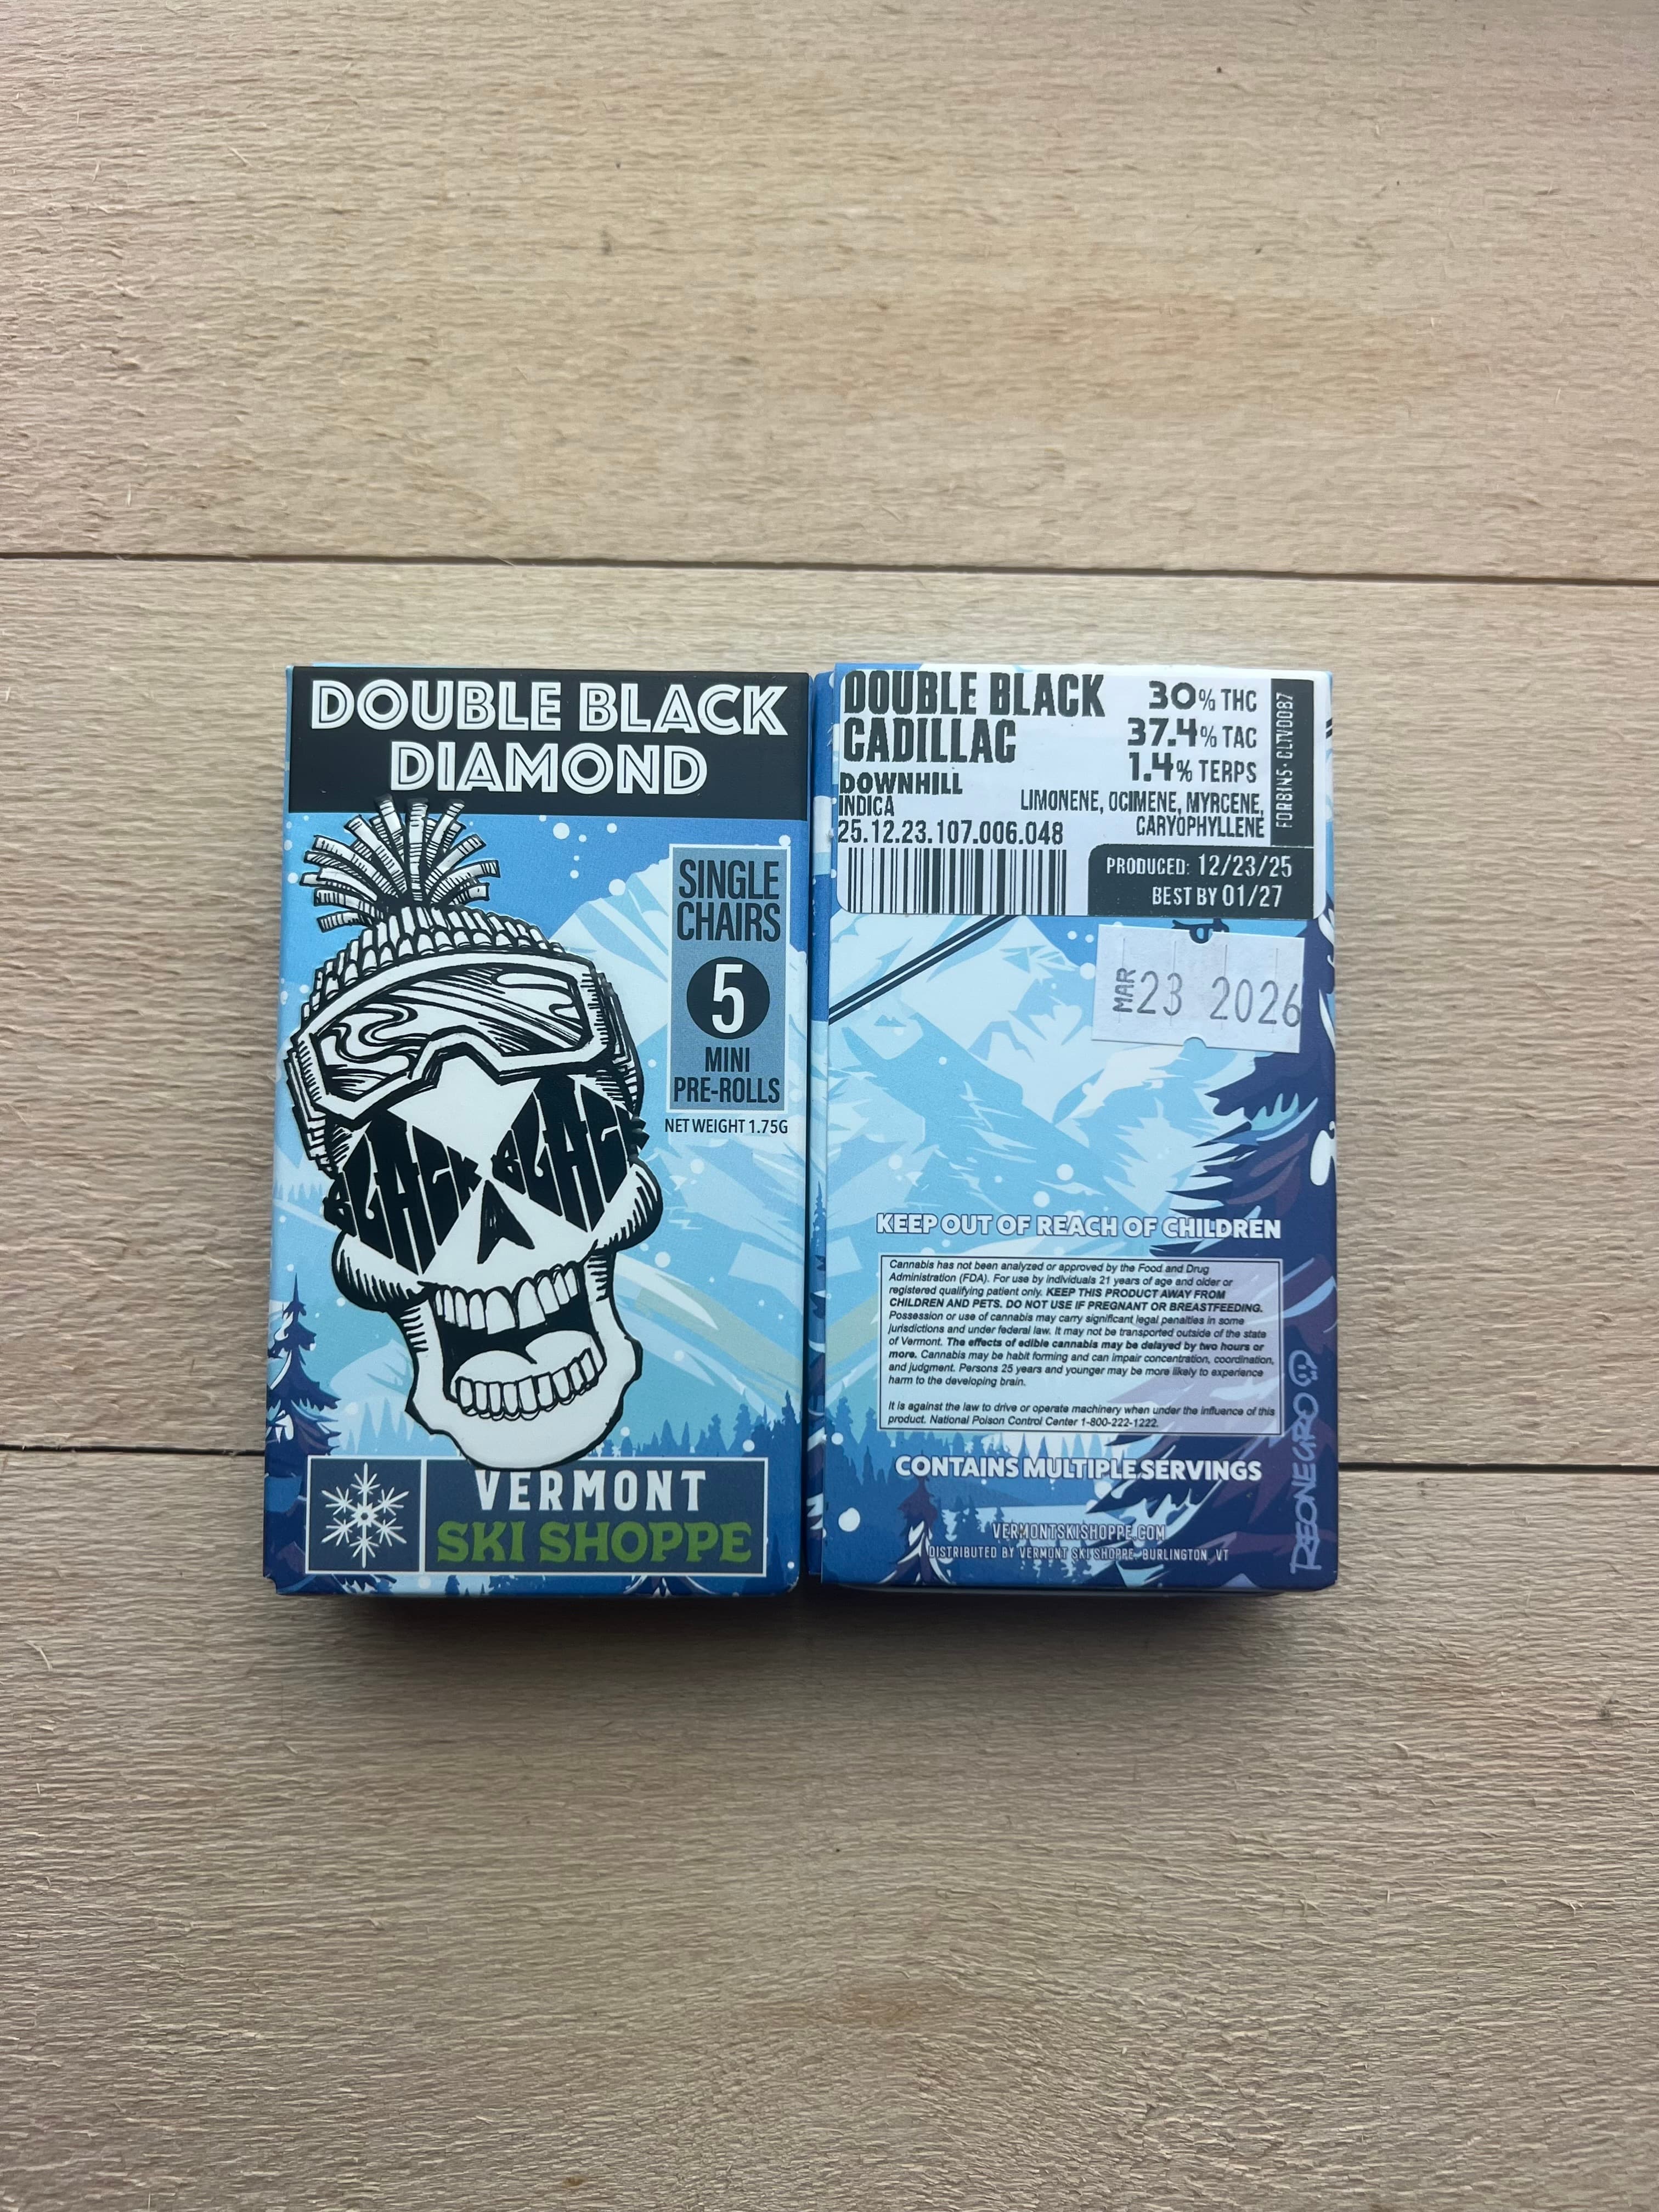 DOUBLE BLACK
DIAMOND
SINGLE
CHAIRS
5
MINI
PRE-ROLLS
NET WEIGHT 1.75G
BLACK BLACK
VERMONT
SKI SHOPPE
DOUBLE BLACK
CADILLAC
DOWNHILL
INDICA
25.12.23.107.006.048
30% THC
37.4% TAC
1.4% TERPS
LIMONENE, OCIMENE, MYRCENE,
CARYOPHYLLENE
PRODUCED: 12/23/25
BEST BY 01/27
MAR 23 2026
KEEP OUT OF REACH OF CHILDREN
Cannabis has not been analyzed or approved by the Food and Drug
Administration (FDA). For use by individuals 21 years of age and older or
registered qualifying patient only. KEEP THIS PRODUCT AWAY FROM
CHILDREN AND PETS. DO NOT USE IF PREGNANT OR BREASTFEEDING.
Possession or use of cannabis may carry significant legal penalties in some
jurisdictions and under federal law. It may not be transported outside of the state
of Vermont. The effects of edible cannabis may be delayed by two hours or
more. Cannabis may be habit forming and can impair concentration, coordination,
and judgment. Persons 25 years and younger may be more likely to experience
harm to the developing brain.
It is against the law to drive or operate machinery when under the influence of this
product. National Poison Control Center 1-800-222-1222.
CONTAINS MULTIPLE SERVINGS
VERMONTSKISHOPPE.COM
DISTRIBUTED BY VERMONT SKI SHOPPE, BURLINGTON, VT